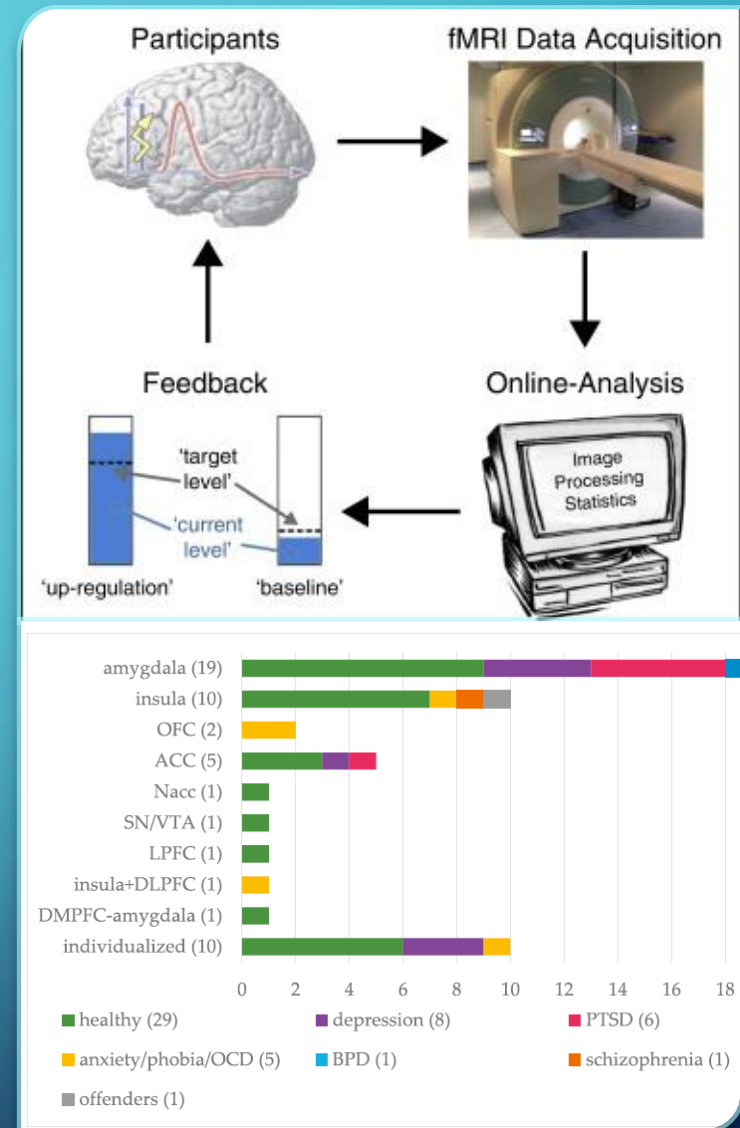 Participants
fMRI Data Acquisition
Feedback
Online-Analysis
'target
level'
'current
level'
'up-regulation'
'baseline'
Image
Processing
Statistics
amygdala (19)
insula (10)
OFC (2)
ACC (5)
Nacc (1)
SN/VTA (1)
LPFC (1)
insula+DLPFC (1)
DMPFC-amygdala (1)
individualized (10)
0 2 4 6 8 10 12 14 16 18
healthy (29)
depression (8)
PTSD (6)
anxiety/phobia/OCD (5)
BPD (1)
schizophrenia (1)
offenders (1)